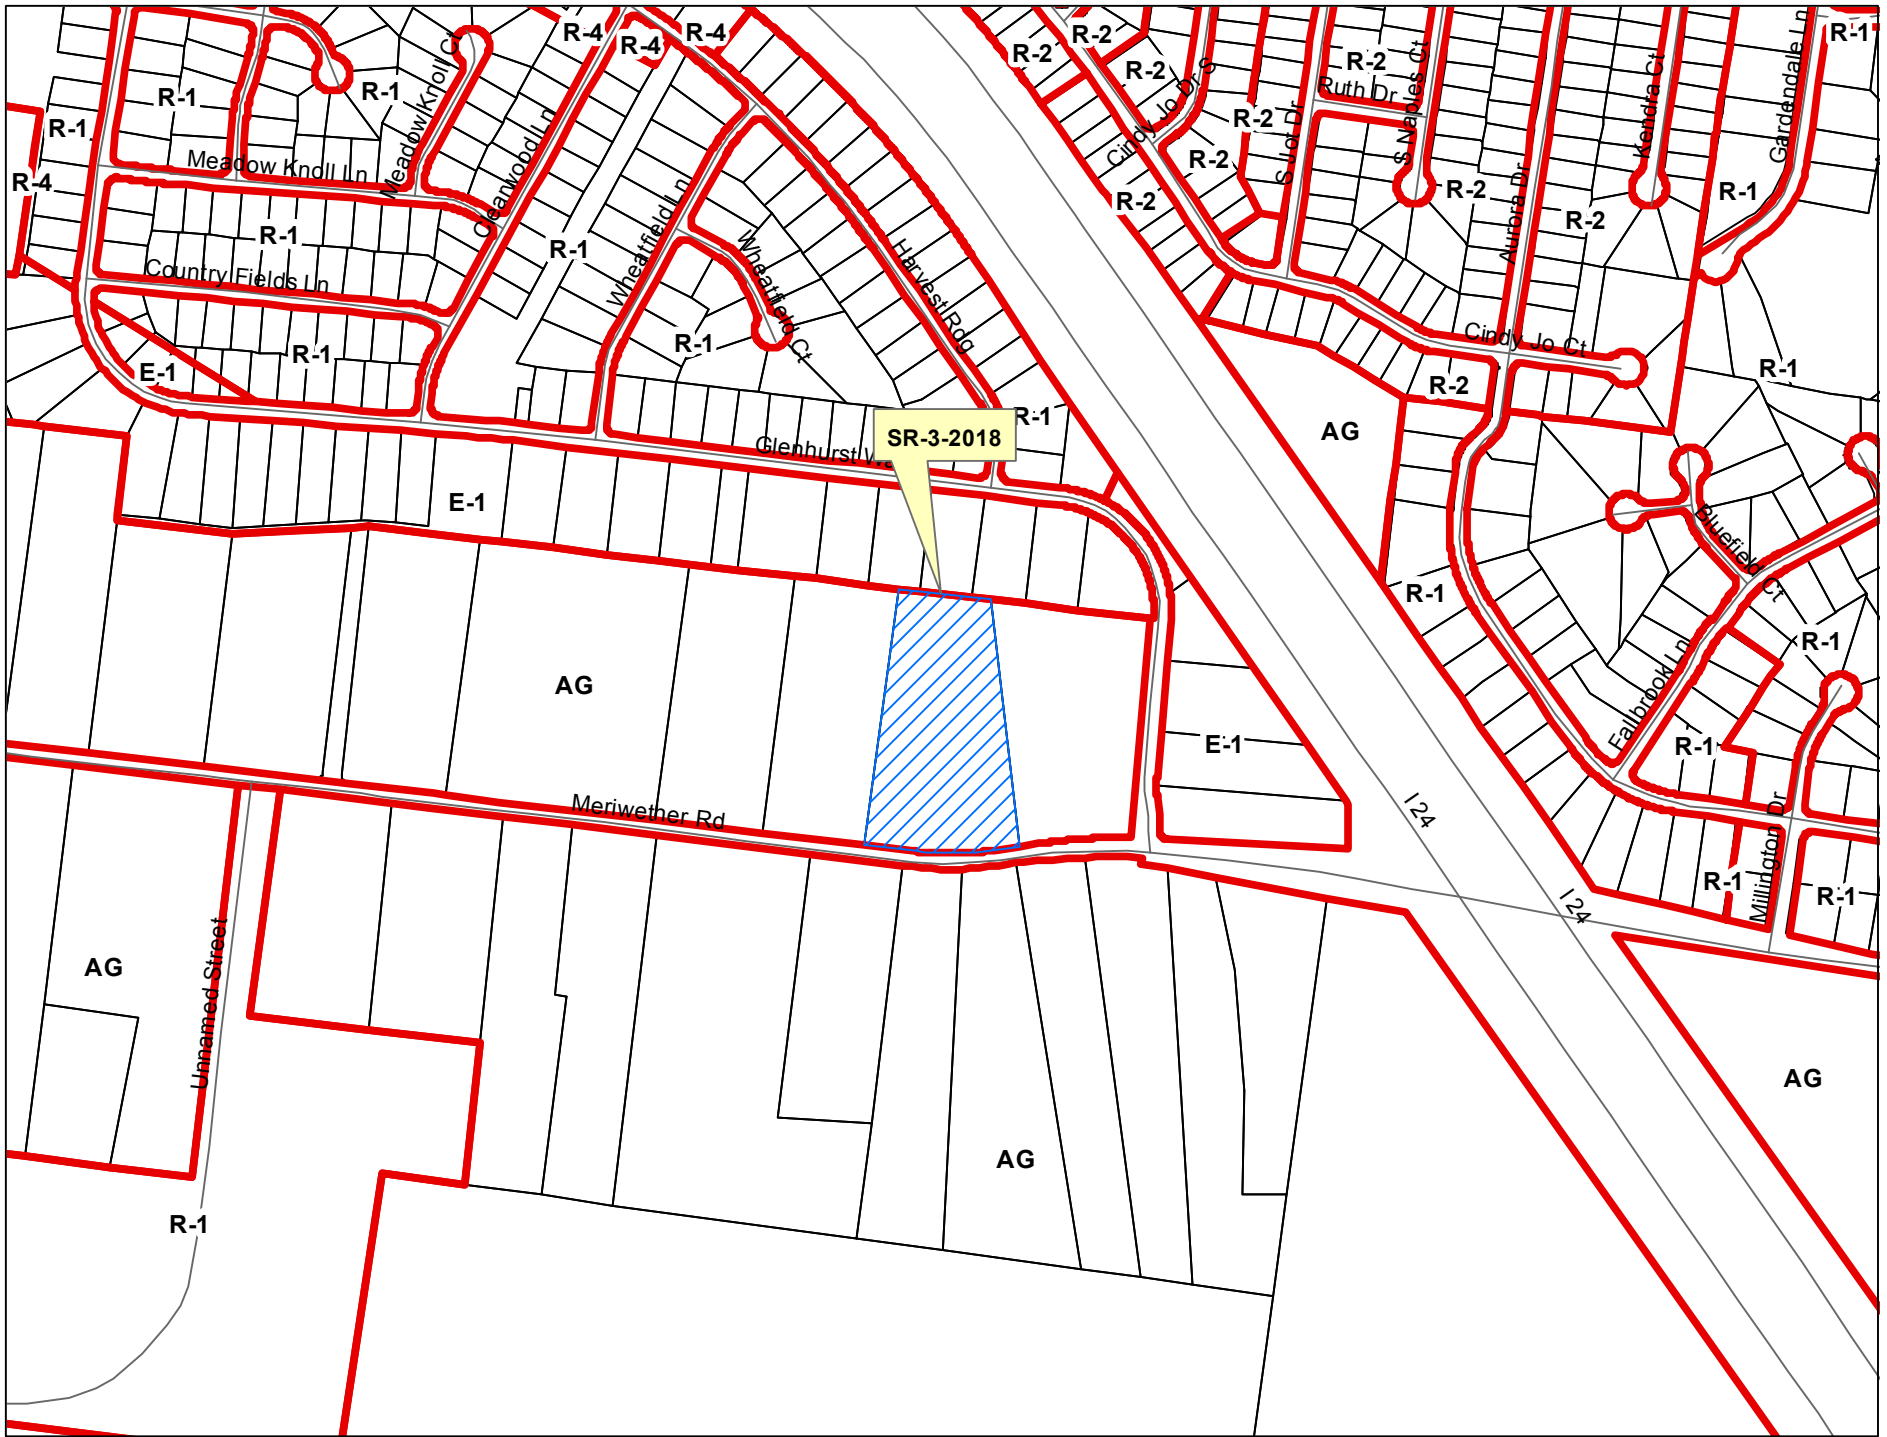 R-4
R-4
R-4
R-2
R-2
R-2
R-2
R-1
R-1
R-1
Meadow Knoll Ct
Clearwood Ln
Cindy Jo Dr S
R-2
Ruth Dr
S Naples Ct
Kendra Ct
Gardendale Ln
R-1
R-2
S Jot Dr
Meadow Knoll Ln
R-4
R-2
R-2
R-1
R-2
Aurora Dr
R-2
R-1
R-1
Wheatfield Ln
Wheatfield Ct
Harvest Rdg
Country Fields Ln
R-1
R-1
Cindy Jo Ct
E-1
R-2
R-1
R-1
AG
SR-3-2018
Glenhurst W
E-1
Bluefield Ct
R-1
R-1
AG
Fallbrook Ln
E-1
R-1
Meriwether Rd
I 24
Millington Dr
R-1
R-1
I 24
Unnamed Street
AG
AG
AG
R-1